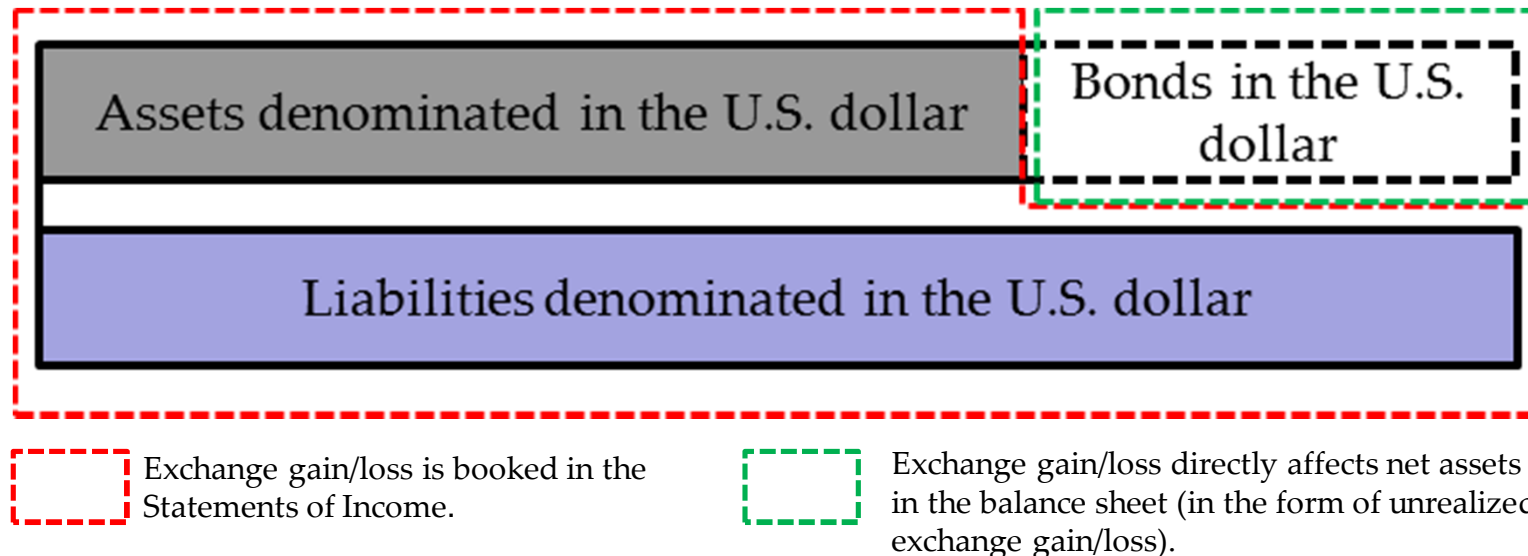 Assets denominated in the U.S. dollar
Bonds in the U.S.
dollar
Liabilities denominated in the U.S. dollar
Exchange gain/loss is booked in the
Statements of Income.
Exchange gain/loss directly affects net assets
in the balance sheet (in the form of unrealized
exchange gain/loss).